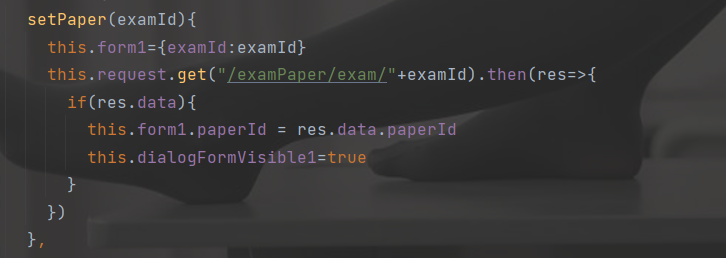 setPaper(examId){
this.form1={examId:examId}
this.request.get("/examPaper/exam/"+examId).then(res=>{
if(res.data){
this.form1.paperId = res.data.paperId
this.dialogFormVisible1=true
}
})
},